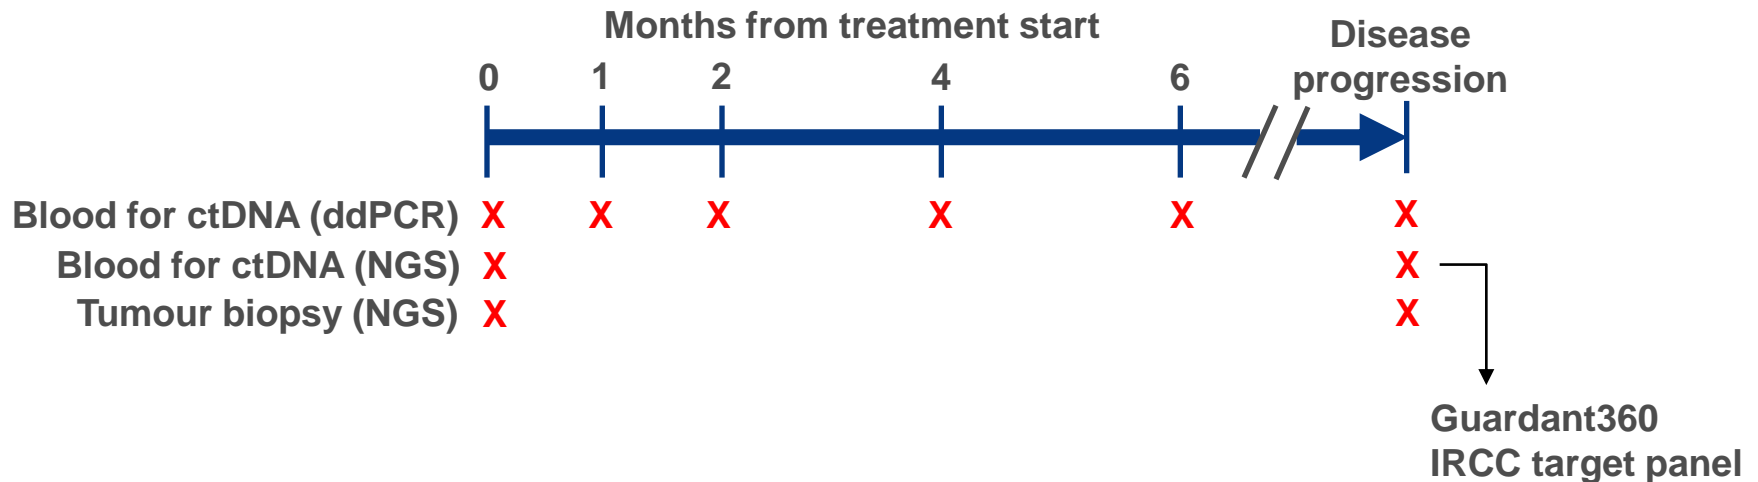 Months from treatment start
Disease
progression
0 1 2 4 6
Blood for ctDNA (ddPCR) X X X X X X
Blood for ctDNA (NGS) X X
Tumour biopsy (NGS) X X
Guardant360
IRCC target panel